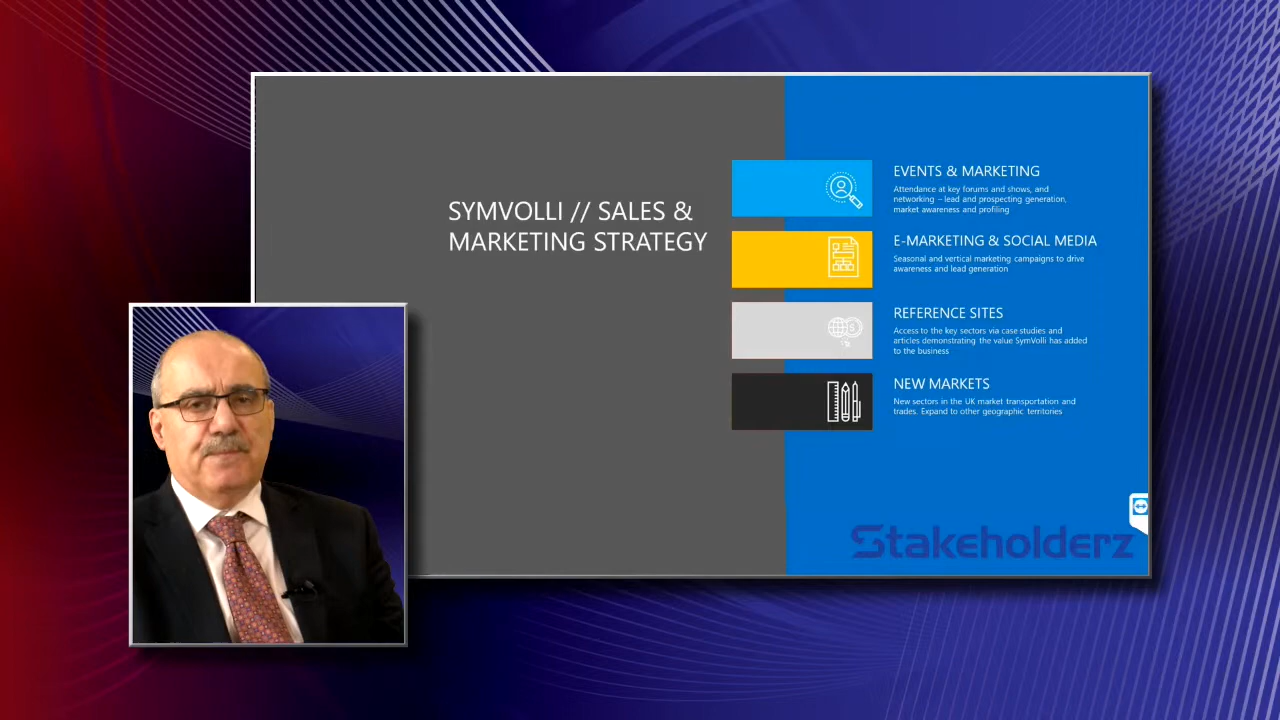 SYMVOLLI // SALES &
MARKETING STRATEGY
EVENTS & MARKETING
Attendance at key forums and shows, and
networking – lead and prospecting generation,
market awareness and profiling
E-MARKETING & SOCIAL MEDIA
Seasonal and vertical marketing campaigns to drive
awareness and lead generation
REFERENCE SITES
Access to the key sectors via case studies and
articles demonstrating the value SymVolli has added
to the business
NEW MARKETS
New sectors in the UK market transportation and
trades. Expand to other geographic territories
Stakeholderz